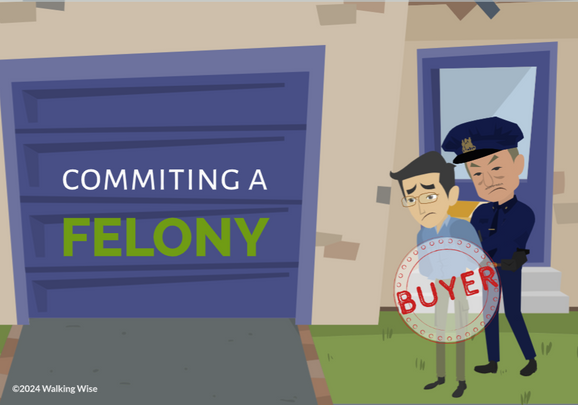 COMMITING A
FELONY
BUYER
©2024 Walking Wise